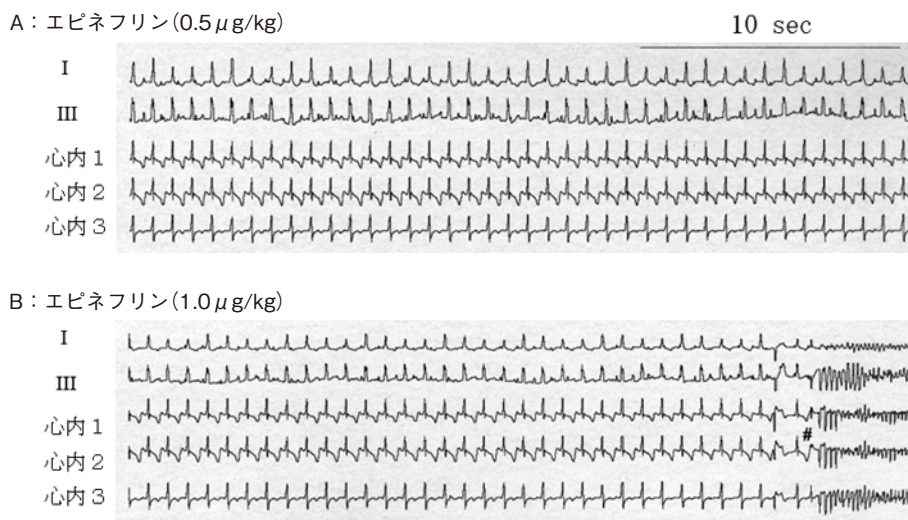 A：エピネフリン(0.5μg/kg)
10 sec
I
III
心内1
心内2
心内3
B：エピネフリン(1.0μg/kg)
I
III
心内1
#
心内2
心内3